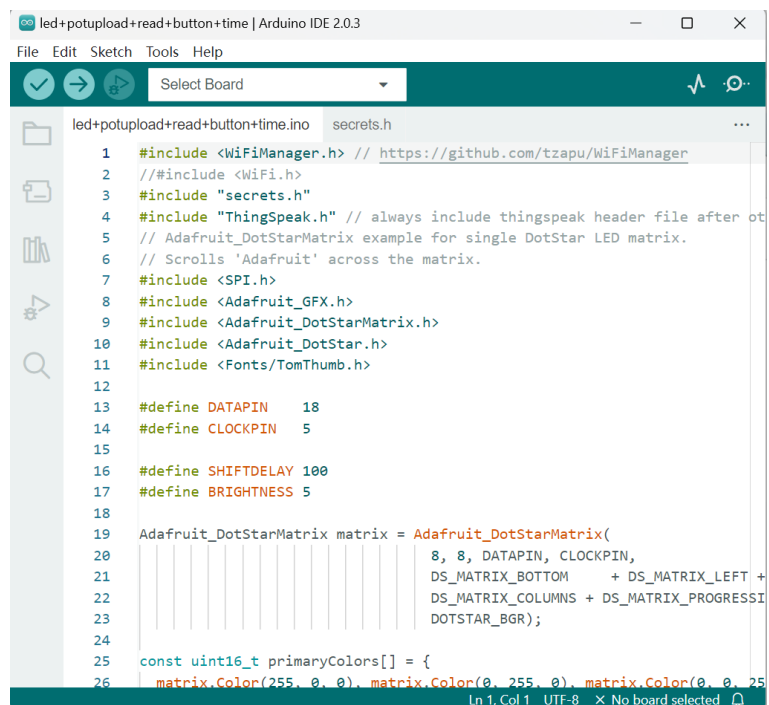 led+potupload+read+button+time | Arduino IDE 2.0.3
File Edit Sketch Tools Help
Select Board
led+potupload+read+button+time.ino secrets.h
1 #include <WiFiManager.h> // https://github.com/tzapu/WiFiManager
2 //#include <WiFi.h>
3 #include "secrets.h"
4 #include "ThingSpeak.h" // always include thingspeak header file after ot
5 // Adafruit_DotStarMatrix example for single DotStar LED matrix.
6 // Scrolls 'Adafruit' across the matrix.
7 #include <SPI.h>
8 #include <Adafruit_GFX.h>
9 #include <Adafruit_DotStarMatrix.h>
10 #include <Adafruit_DotStar.h>
11 #include <Fonts/TomThumb.h>
12
13 #define DATAPIN 18
14 #define CLOCKPIN 5
15
16 #define SHIFTDELAY 100
17 #define BRIGHTNESS 5
18
19 Adafruit_DotStarMatrix matrix = Adafruit_DotStarMatrix(
20 8, 8, DATAPIN, CLOCKPIN,
21 DS_MATRIX_BOTTOM + DS_MATRIX_LEFT +
22 DS_MATRIX_COLUMNS + DS_MATRIX_PROGRESSI
23 DOTSTAR_BGR);
24
25 const uint16_t primaryColors[] = {
26 matrix.Color(255, 0, 0), matrix.Color(0, 255, 0), matrix.Color(0, 0, 25
Ln 1, Col 1 UTF-8 × No board selected